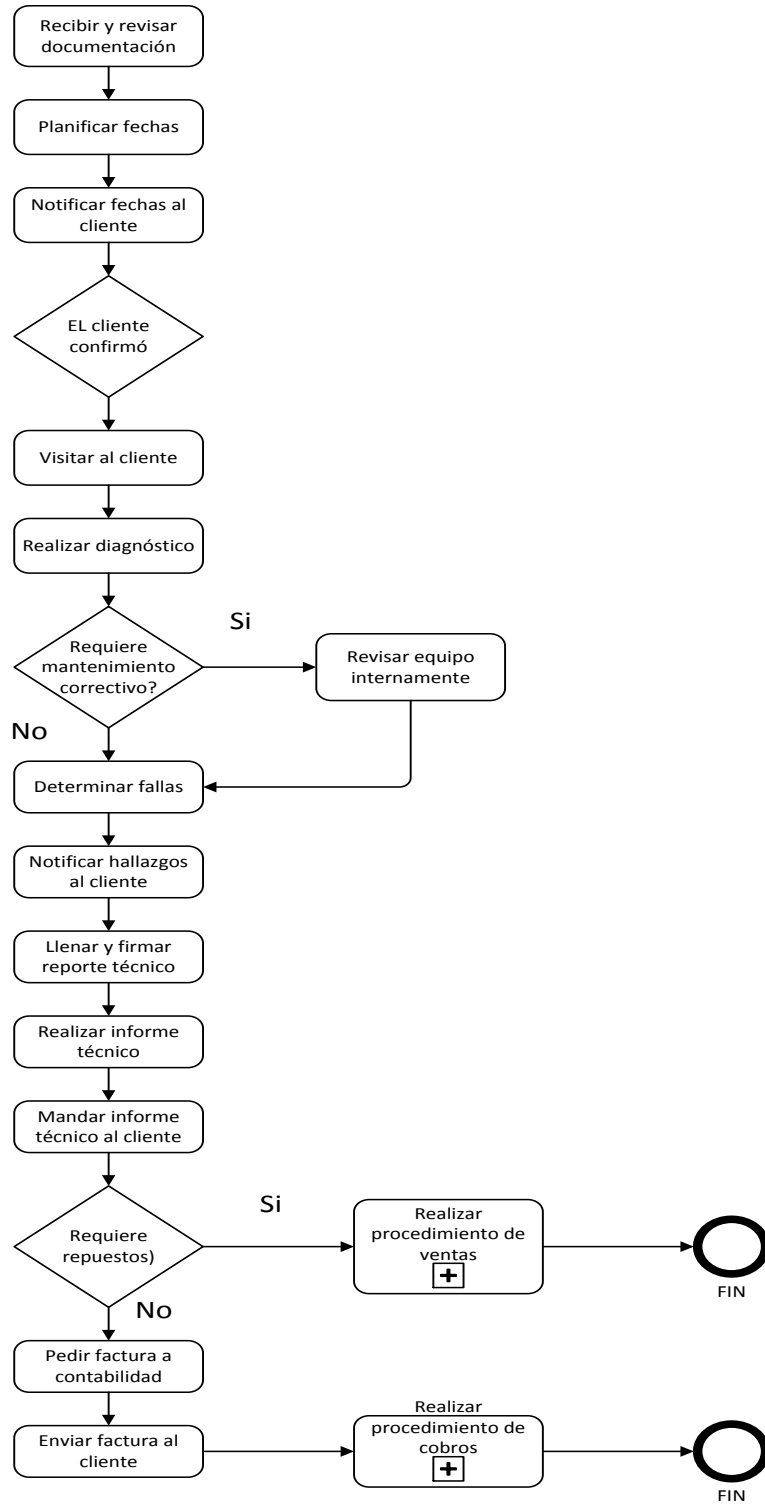 Recibir y revisar
documentación
Planificar fechas
Notificar fechas al
cliente
EL cliente
confirmó
Visitar al cliente
Realizar diagnóstico
Requiere
mantenimiento
correctivo?
Si
Revisar equipo
internamente
No
Determinar fallas
Notificar hallazgos
al cliente
Llenar y firmar
reporte técnico
Realizar informe
técnico
Mandar informe
técnico al cliente
Requiere
repuestos)
Si
Realizar
procedimiento de
ventas
FIN
No
Pedir factura a
contabilidad
Enviar factura al
cliente
Realizar
procedimiento de
cobros
FIN